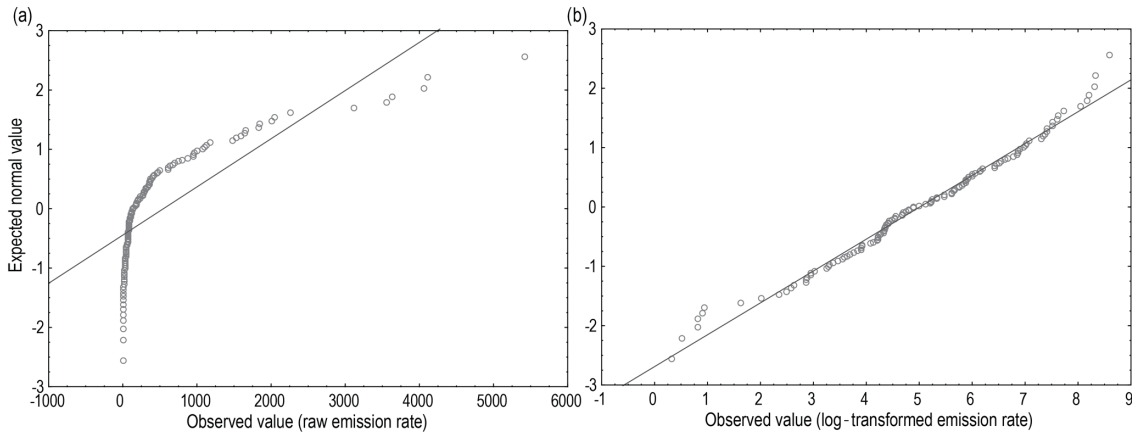 (a)
3
2
1
0
-1
-2
-3
Expected normal value
-1000 0 1000 2000 3000 4000 5000 6000
Observed value (raw emission rate)
(b)
3
2
1
0
-1
-2
-3
-1 0 1 2 3 4 5 6 7 8 9
Observed value (log-transformed emission rate)